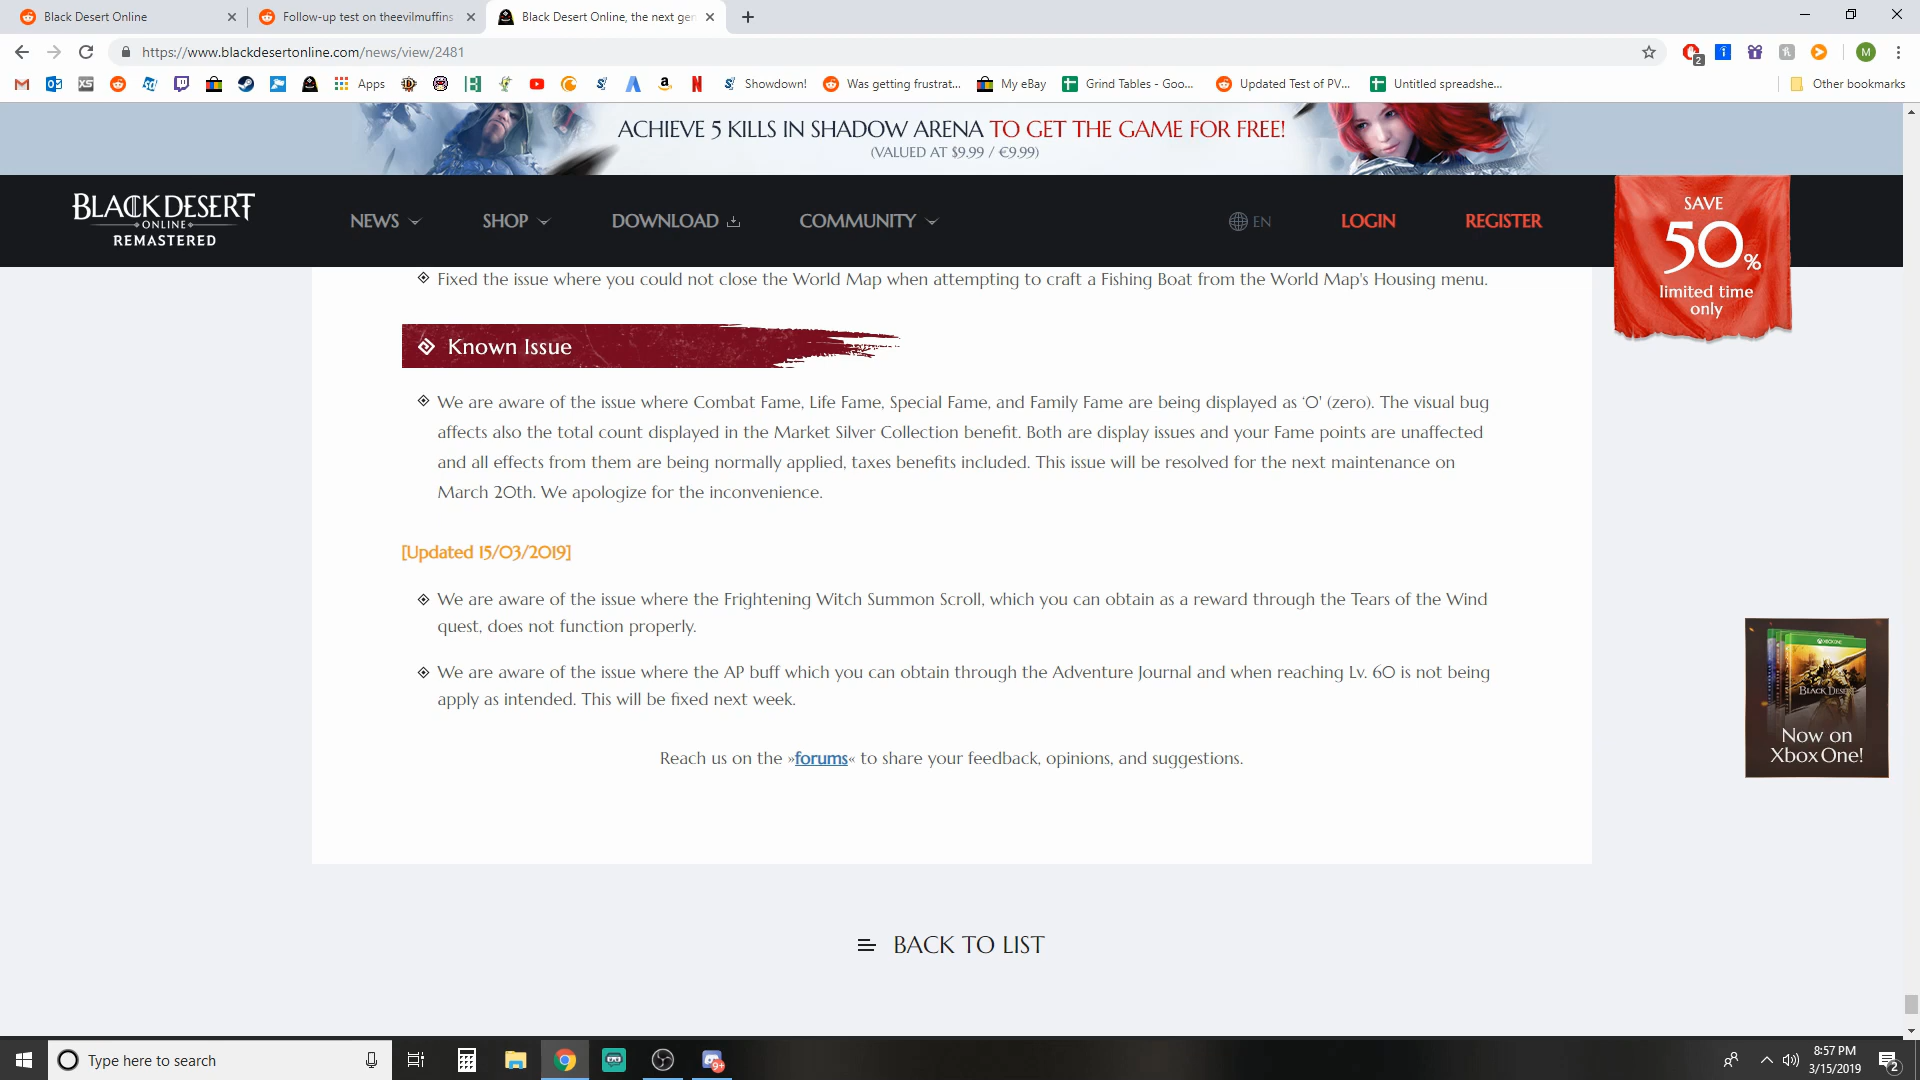 Black Desert Online
Follow-up test on theevilmuffins
Black Desert Online, the next gen
https://www.blackdesertonline.com/news/view/2481
2
M
Apps
Showdown!
Was getting frustrat...
My eBay
Grind Tables - Goo...
Updated Test of PV...
Untitled spreadshe...
Other bookmarks
ACHIEVE 5 KILLS IN SHADOW ARENA TO GET THE GAME FOR FREE!
(VALUED AT $9.99 / €9.99)
BLACK DESERT
ONLINE
REMASTERED
NEWS
SHOP
DOWNLOAD
COMMUNITY
EN
LOGIN
REGISTER
SAVE
50%
limited time
only
Fixed the issue where you could not close the World Map when attempting to craft a Fishing Boat from the World Map's Housing menu.
Known Issue
We are aware of the issue where Combat Fame, Life Fame, Special Fame, and Family Fame are being displayed as ‘0' (zero). The visual bug
affects also the total count displayed in the Market Silver Collection benefit. Both are display issues and your Fame points are unaffected
and all effects from them are being normally applied, taxes benefits included. This issue will be resolved for the next maintenance on
March 20th. We apologize for the inconvenience.
[Updated 15/03/2019]
We are aware of the issue where the Frightening Witch Summon Scroll, which you can obtain as a reward through the Tears of the Wind
quest, does not function properly.
We are aware of the issue where the AP buff which you can obtain through the Adventure Journal and when reaching Lv. 60 is not being
apply as intended. This will be fixed next week.
Reach us on the »forums« to share your feedback, opinions, and suggestions.
XBOX ONE
BLACK DESERT
Now on
Xbox One!
BACK TO LIST
Type here to search
9+
8:57 PM
3/15/2019
2